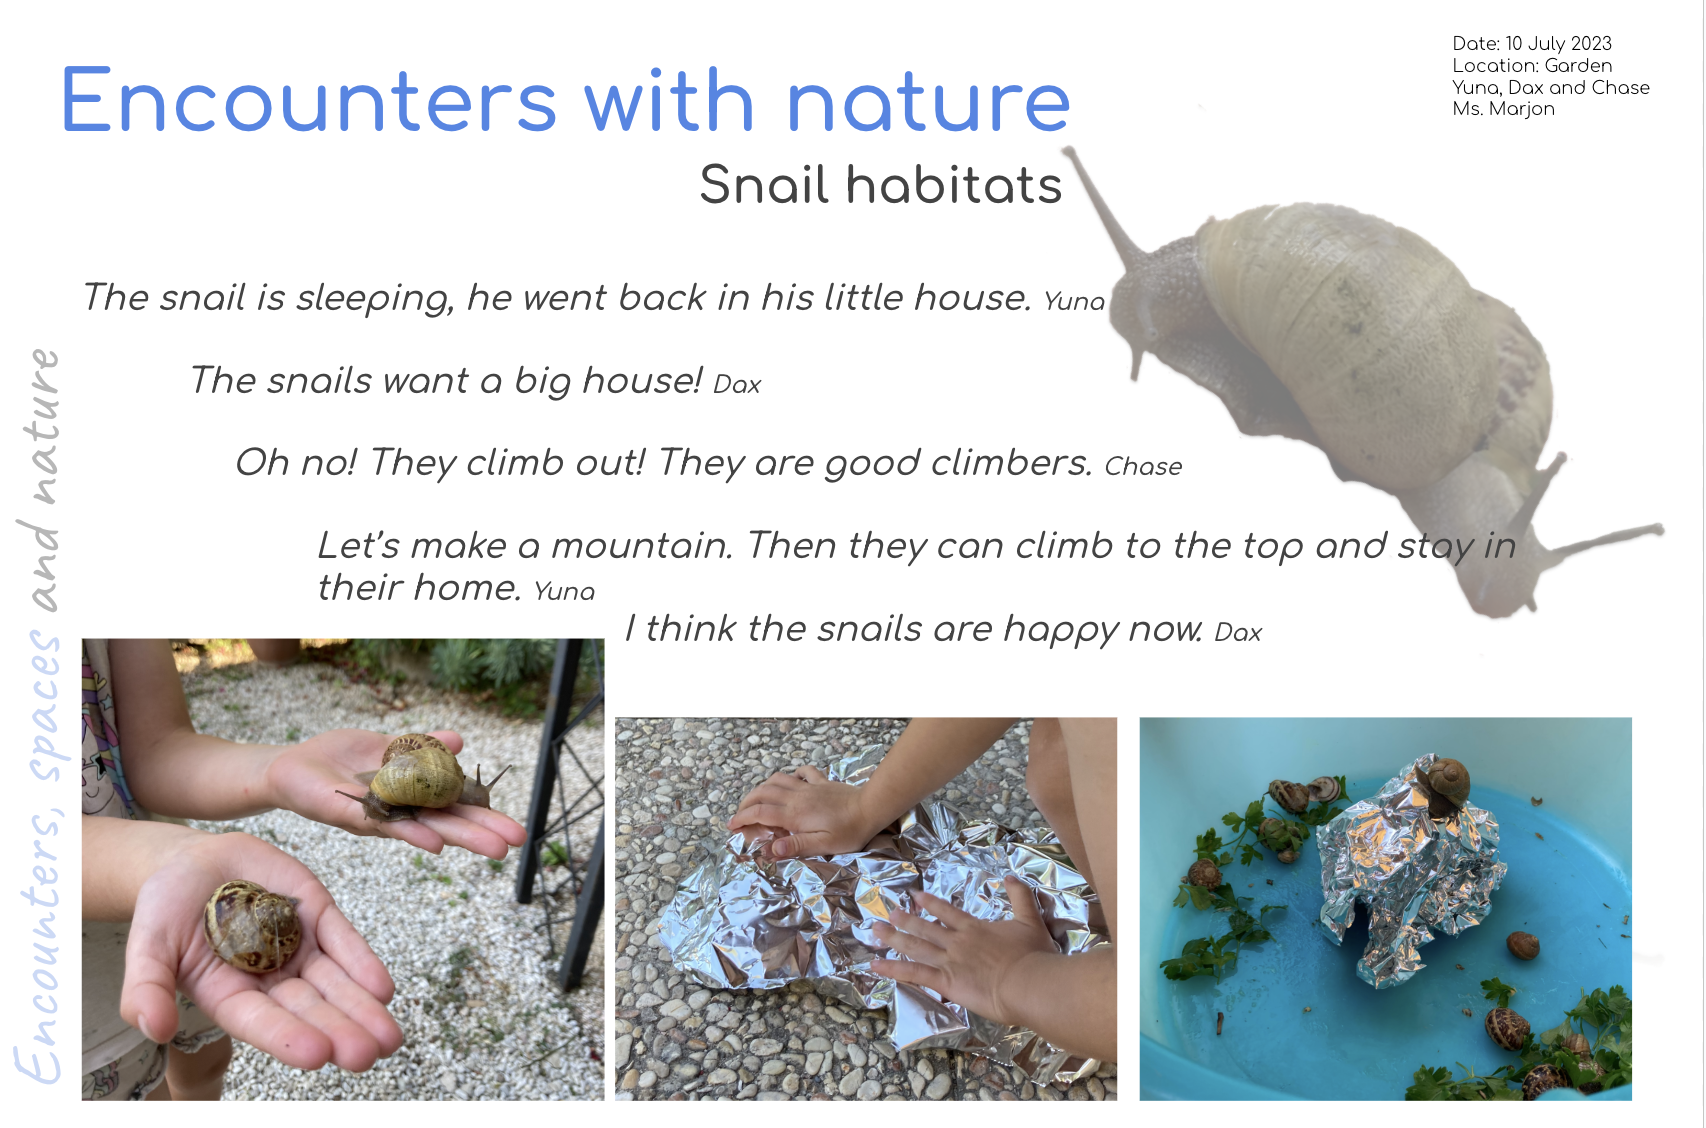 Date: 10 July 2023
Location: Garden
Yuna, Dax and Chase
Ms. Marjon
Encounters with nature
Snail habitats
The snail is sleeping, he went back in his little house. Yuna
The snails want a big house! Dax
Oh no! They climb out! They are good climbers. Chase
Let’s make a mountain. Then they can climb to the top and stay in
their home. Yuna
I think the snails are happy now. Dax
Encounters, spaces and nature